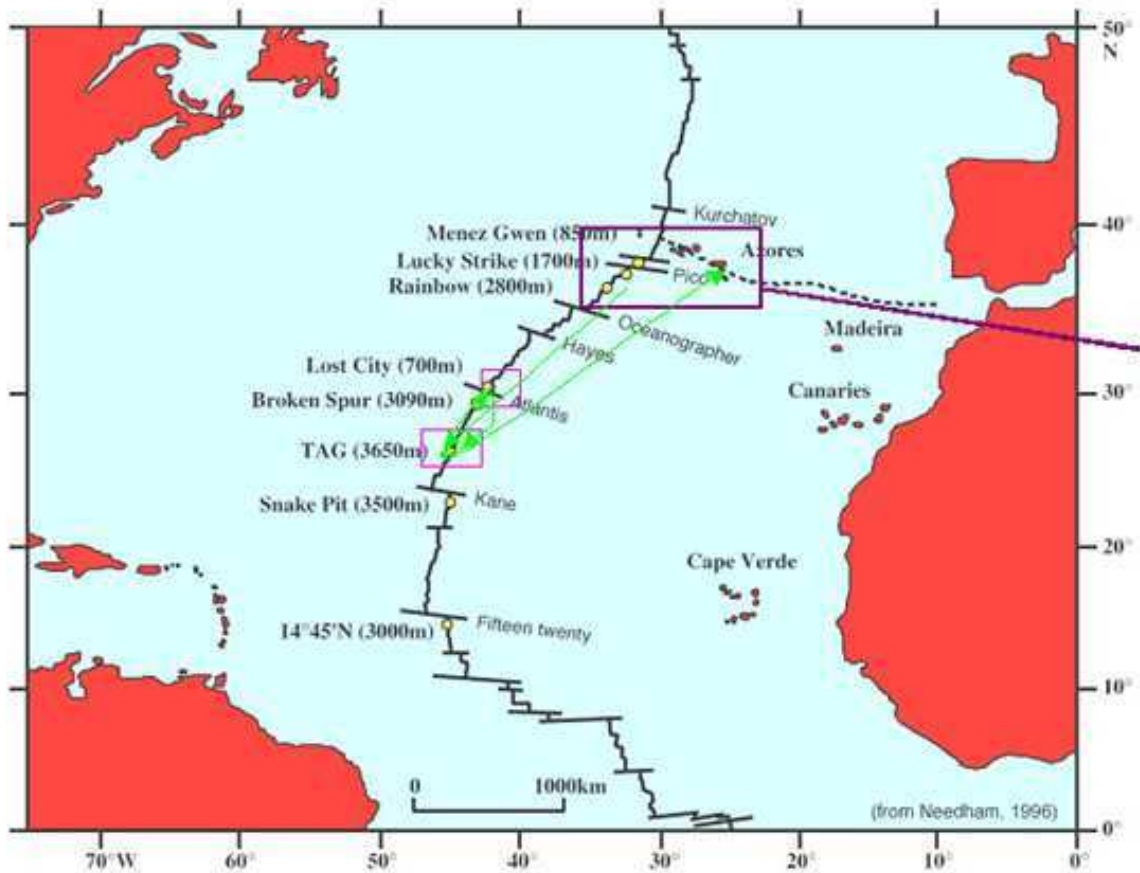 50°
N
Kurchatov
40°
Menez Gwen (850m)
Azores
Lucky Strike (1700m)
Pico
Rainbow (2800m)
Oceanographer
Madeira
Hayes
Lost City (700m)
30°
Broken Spur (3090m)
Atlantis
Canaries
TAG (3650m)
Snake Pit (3500m)
Kane
20°
Cape Verde
14°45'N (3000m)
Fifteen twenty
10°
0 1000km
(from Needham, 1996)
0°
70°W 60° 50° 40° 30° 20° 10° 0°